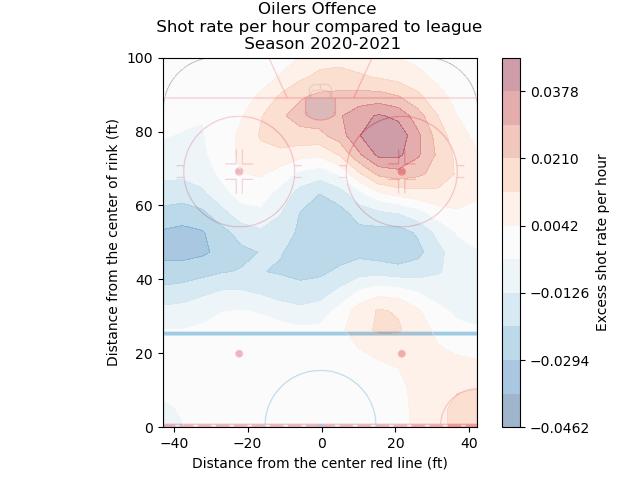 Oilers Offence
Shot rate per hour compared to league
Season 2020-2021
100
80
60
40
20
0
Distance from the center of rink (ft)
−40
−20
0
20
40
Distance from the center red line (ft)
0.0378
0.0210
0.0042
−0.0126
−0.0294
−0.0462
Excess shot rate per hour